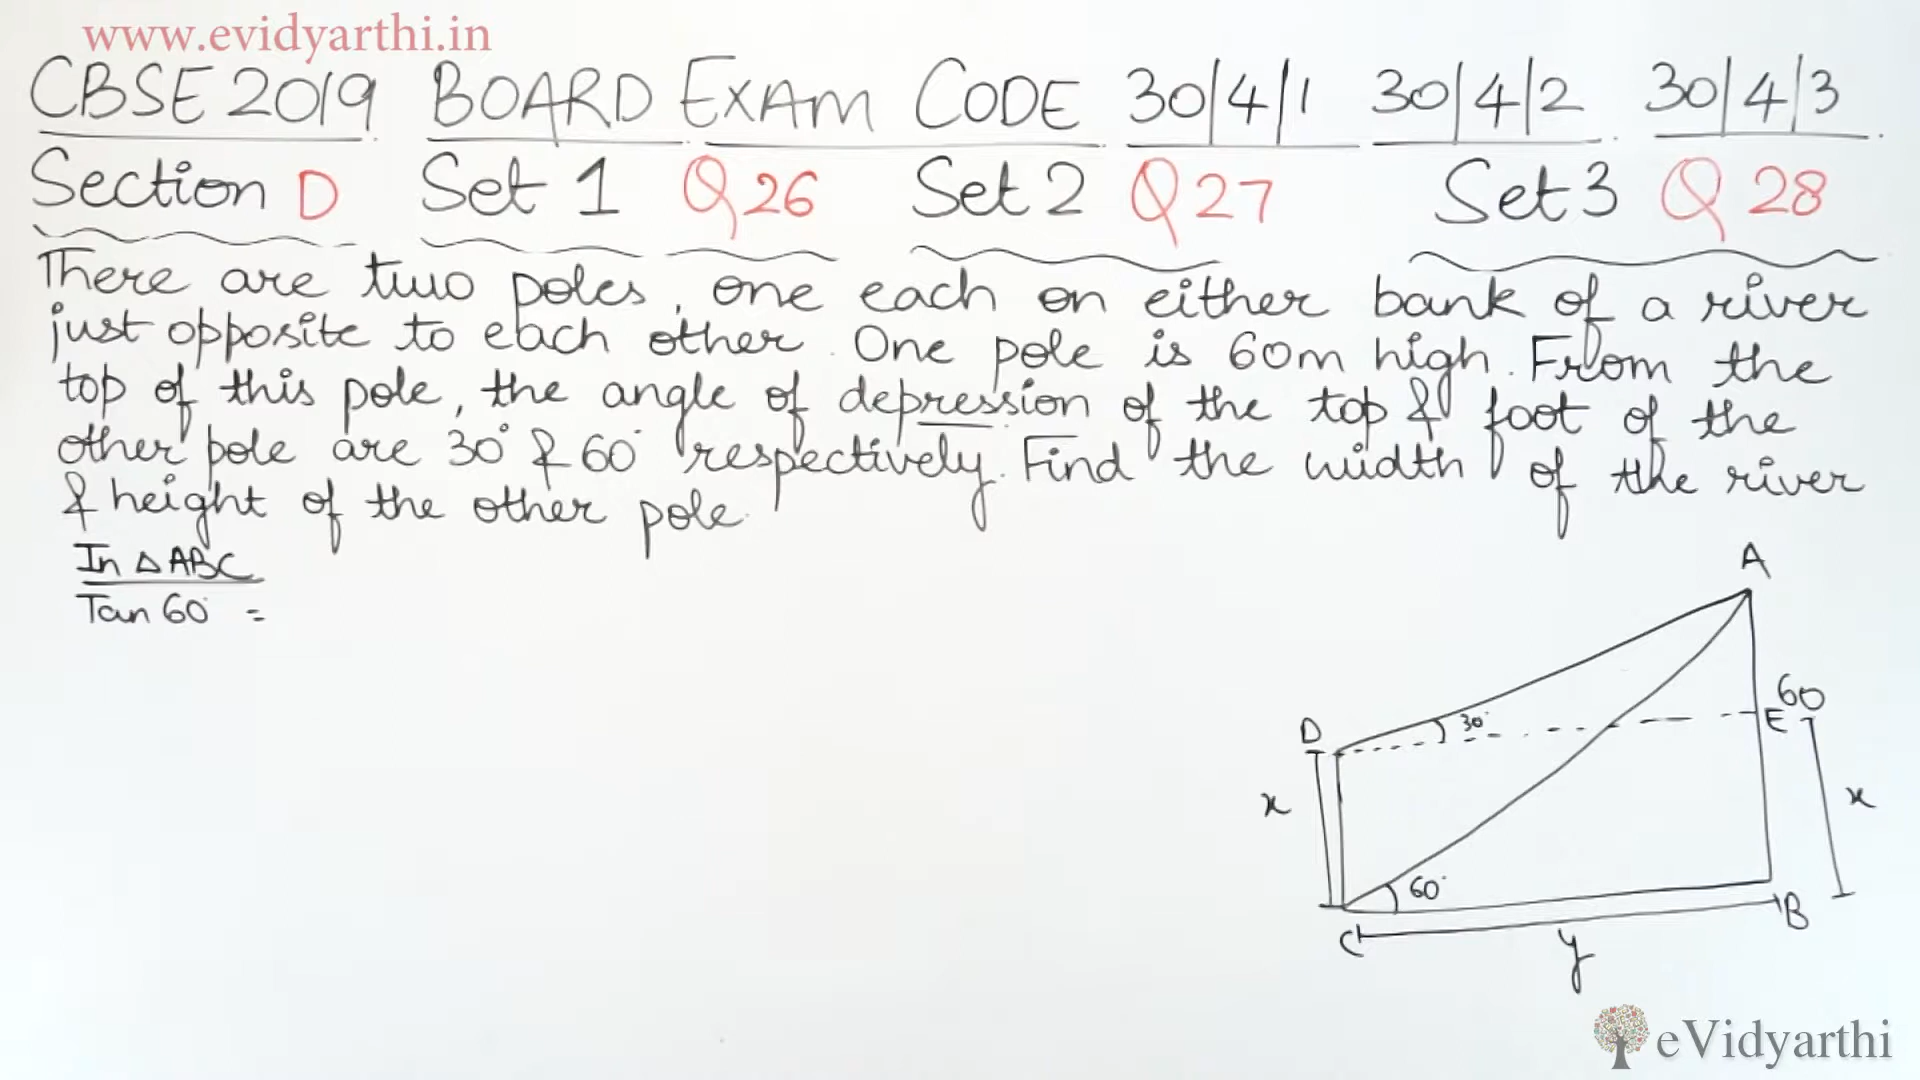 www.evidyarthi.in
CBSE 2019 BOARD EXAM CODE 30/4/1 30/4/2 30/4/3
Section D Set 1 Q 26 Set 2 Q 27 Set 3 Q 28
There are two poles, one each on either bank of a river
just opposite to each other. One pole is 60m high. From the
top of this pole, the angle of depression of the top & foot of the
other pole are 30° & 60° respectively. Find the width of the river
& height of the other pole.
In △ABC
Tan 60° =
A
60
D 30° E
x x
60°
C B
y
eVidyarthi